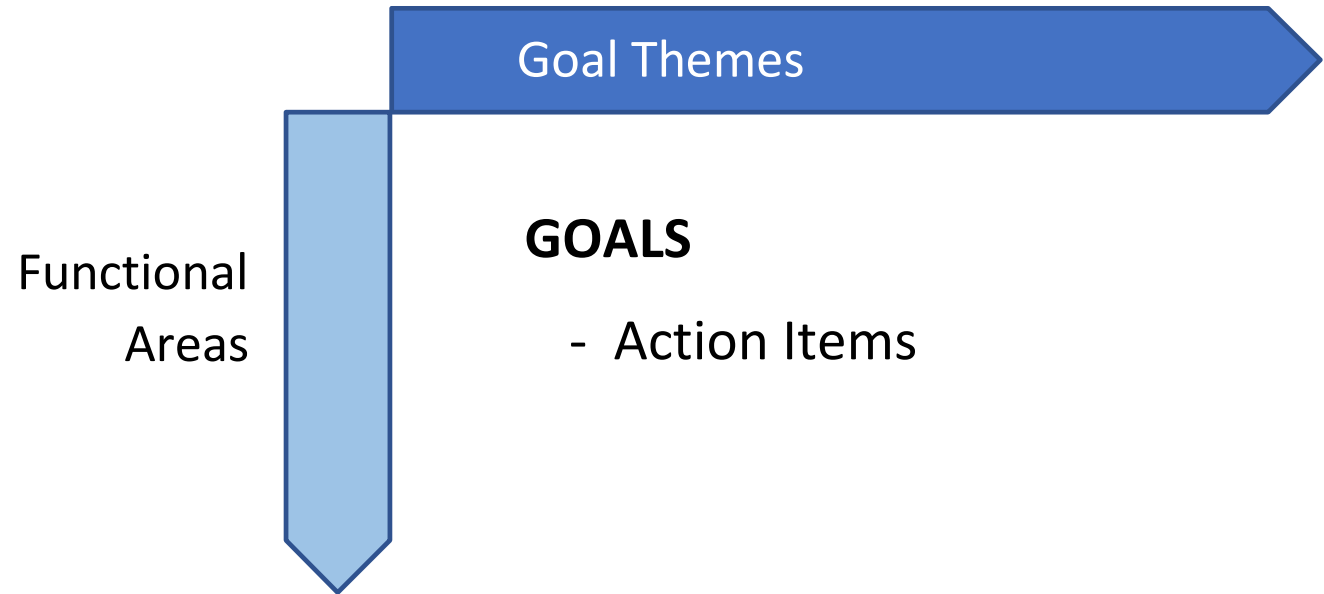 Goal Themes
GOALS
Functional
Areas
- Action Items